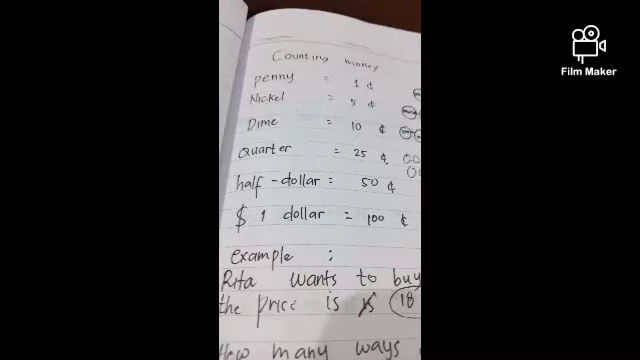 Counting money
penny = 1 ¢
Nickel = 5 ¢
Dime = 10 ¢
Quarter = 25 ¢
half-dollar = 50 ¢
$ 1 dollar = 100 ¢
example :
Rita wants to buy
the price is 18
How many ways
Film Maker